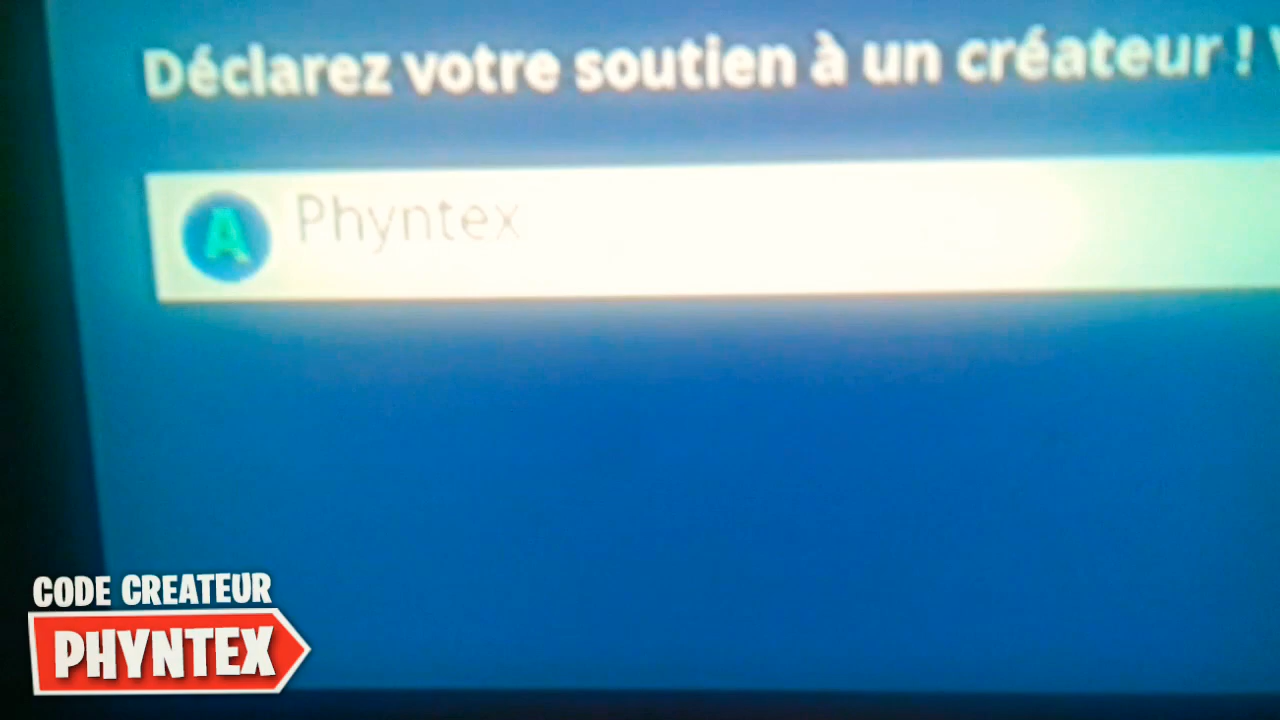 Déclarez votre soutien à un créateur !
A
Phyntex
CODE CREATEUR
PHYNTEX